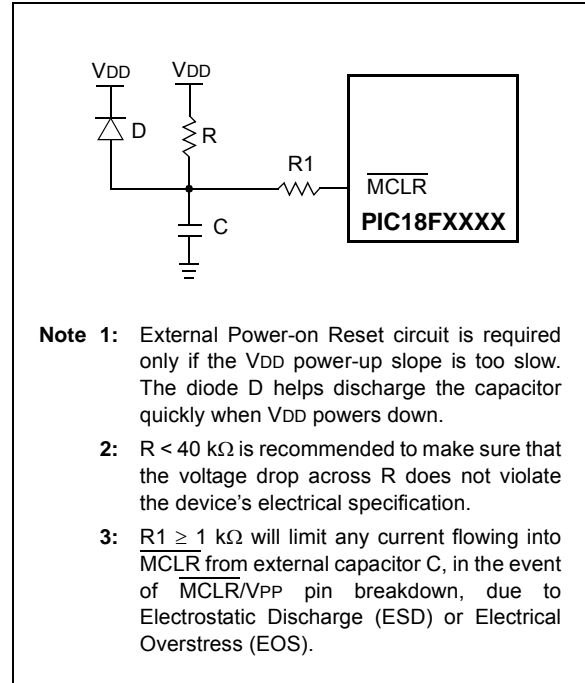 VDD VDD
D
R
R1
C
MCLR
PIC18FXXXX
Note 1: External Power-on Reset circuit is required
only if the VDD power-up slope is too slow.
The diode D helps discharge the capacitor
quickly when VDD powers down.
2: R < 40 kΩ is recommended to make sure that
the voltage drop across R does not violate
the device's electrical specification.
3: R1 ≥ 1 kΩ will limit any current flowing into
MCLR from external capacitor C, in the event
of MCLR/VPP pin breakdown, due to
Electrostatic Discharge (ESD) or Electrical
Overstress (EOS).